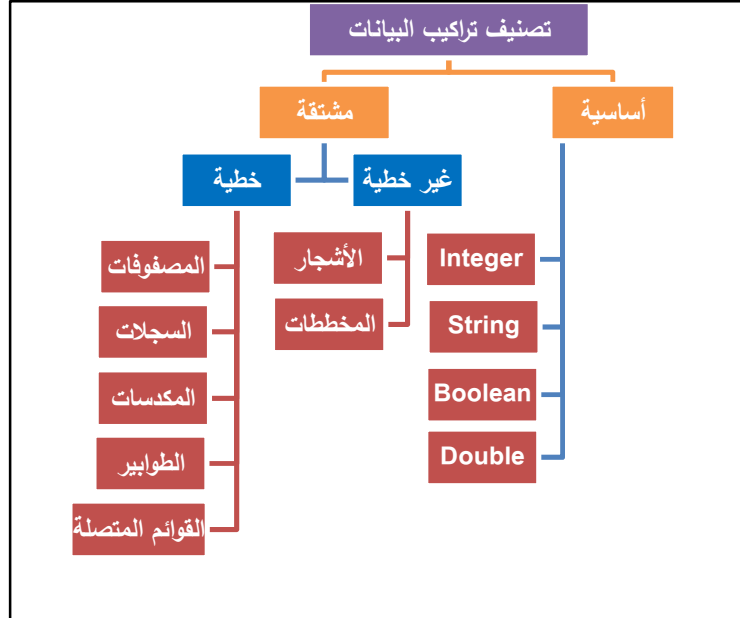 تصنيف تراكيب البيانات
أساسية
مشتقة
غير خطية
خطية
Integer
String
Boolean
Double
الأشجار
المخططات
المصفوفات
السجلات
المكدسات
الطوابير
القوائم المتصلة